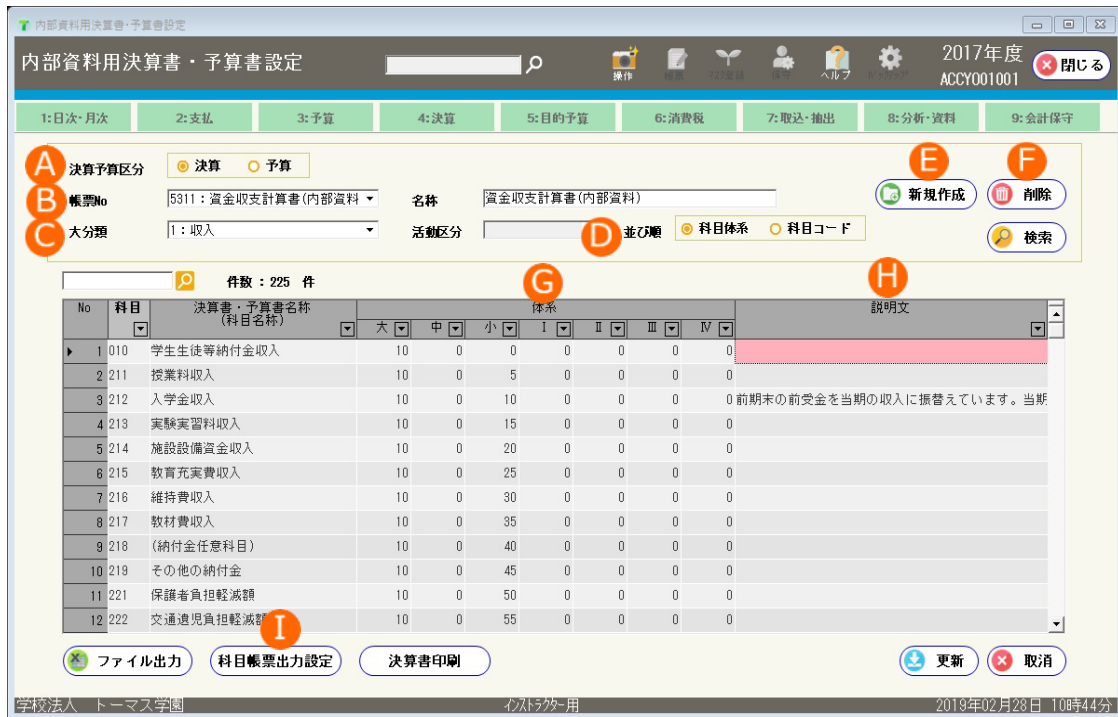 内部資料用決算書・予算書設定
内部資料用決算書・予算書設定
操作
ヘルプ
2017年度
ACCY001001
閉じる
1:日次・月次 2:支払 3:予算 4:決算 5:目的予算 6:消費税 7:取込・抽出 8:分析・資料 9:会計保守
A 決算予算区分 決算 予算 E F
B 帳票No 5311：資金収支計算書(内部資料 名称 資金収支計算書(内部資料) 新規作成 削除
C 大分類 1：収入 活動区分 D 並び順 科目体系 科目コード 検索
件数：225 件 G H
No 科目 決算書・予算書名称 体系 説明文
(科目名称) 大 中 小 Ⅰ Ⅱ Ⅲ Ⅳ
1 010 学生生徒等納付金収入 10 0 0 0 0 0 0
2 211 授業料収入 10 0 5 0 0 0 0
3 212 入学金収入 10 0 10 0 0 0 0 前期末の前受金を当期の収入に振替えています。当期
4 213 実験実習料収入 10 0 15 0 0 0 0
5 214 施設設備資金収入 10 0 20 0 0 0 0
6 215 教育充実費収入 10 0 25 0 0 0 0
7 216 維持費収入 10 0 30 0 0 0 0
8 217 教材費収入 10 0 35 0 0 0 0
9 218 (納付金任意科目) 10 0 40 0 0 0 0
10 219 その他の納付金 10 0 45 0 0 0 0
11 221 保護者負担軽減額 10 0 50 0 0 0 0
12 222 交通遺児負担軽減額 10 0 55 0 0 0 0
I
ファイル出力 科目帳票出力設定 決算書印刷 更新 取消
学校法人 トーマス学園 インストラクター用 2019年02月28日 10時44分